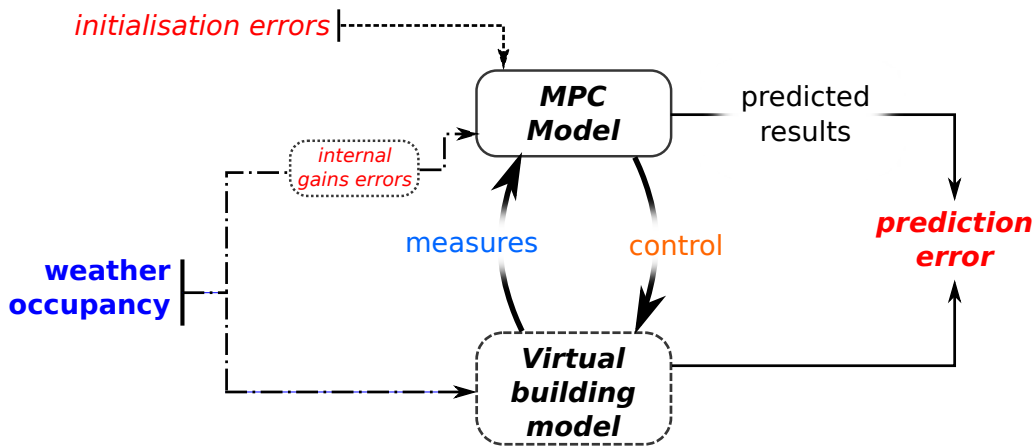 initialisation errors
MPC
Model
predicted
results
internal
gains errors
measures
control
prediction
error
weather
occupancy
Virtual
building
model